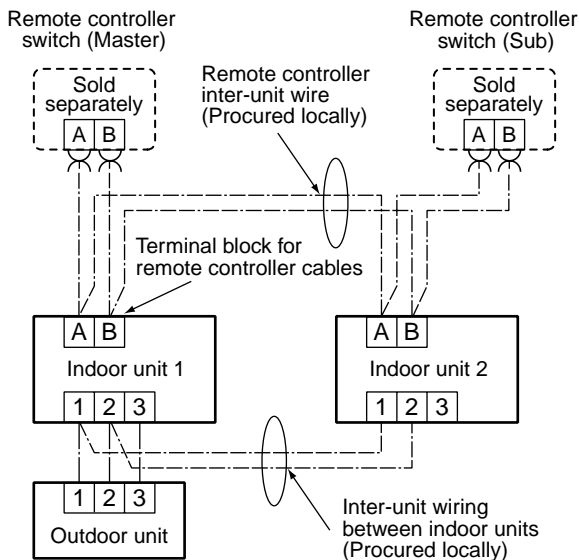 Remote controller
switch (Master)
Remote controller
switch (Sub)
Sold
separately
A B
Remote controller
inter-unit wire
(Procured locally)
Sold
separately
A B
Terminal block for
remote controller cables
A B
Indoor unit 1
1 2 3
A B
Indoor unit 2
1 2 3
1 2 3
Outdoor unit
Inter-unit wiring
between indoor units
(Procured locally)